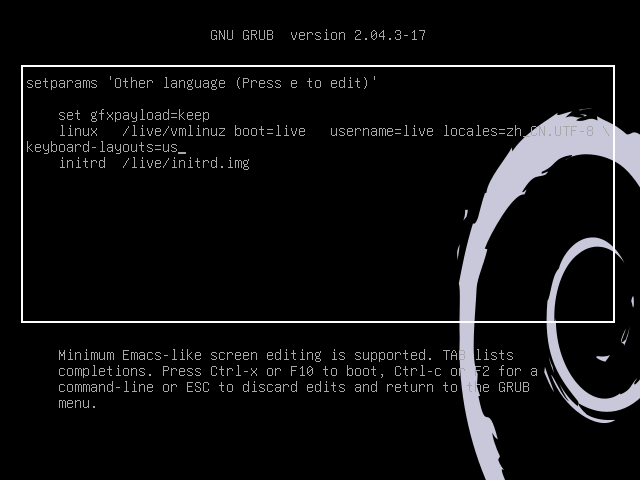 GNU GRUB  version 2.04.3-17
setparams 'Other language (Press e to edit)'
set gfxpayload=keep
linux   /live/vmlinuz boot=live   username=live locales=zh_CN.UTF-8 \
keyboard-layouts=us_
initrd  /live/initrd.img
Minimum Emacs-like screen editing is supported. TAB lists
completions. Press Ctrl-x or F10 to boot, Ctrl-c or F2 for a
command-line or ESC to discard edits and return to the GRUB
menu.